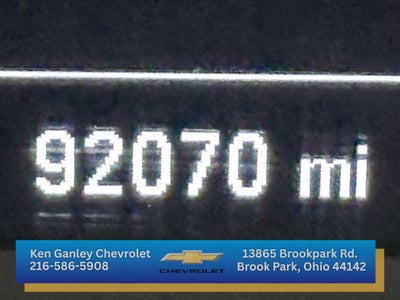 92070 mi
Ken Ganley Chevrolet
216-586-5908
CHEVROLET
13865 Brookpark Rd.
Brook Park, Ohio 44142